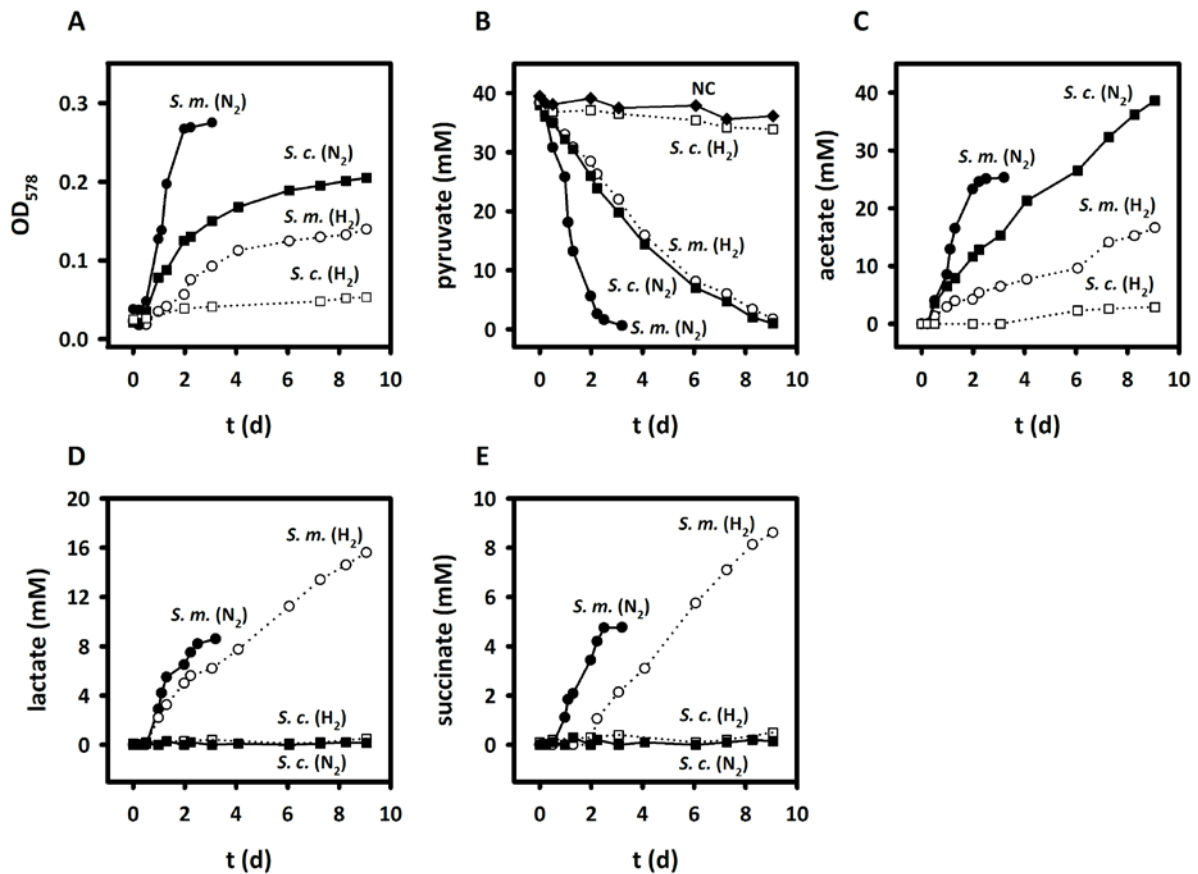 A
B
C
0.3
0.2
0.1
0.0
OD578
S. m. (N2)
S. c. (N2)
S. m. (H2)
S. c. (H2)
0 2 4 6 8 10
t (d)
40
30
20
10
0
pyruvate (mM)
NC
S. c. (H2)
S. m. (H2)
S. c. (N2)
S. m. (N2)
0 2 4 6 8 10
t (d)
40
30
20
10
0
acetate (mM)
S. c. (N2)
S. m. (N2)
S. m. (H2)
S. c. (H2)
0 2 4 6 8 10
t (d)
D
E
20
16
12
8
4
0
lactate (mM)
S. m. (H2)
S. m. (N2)
S. c. (H2)
S. c. (N2)
0 2 4 6 8 10
t (d)
10
8
6
4
2
0
succinate (mM)
S. m. (H2)
S. m. (N2)
S. c. (H2)
S. c. (N2)
0 2 4 6 8 10
t (d)